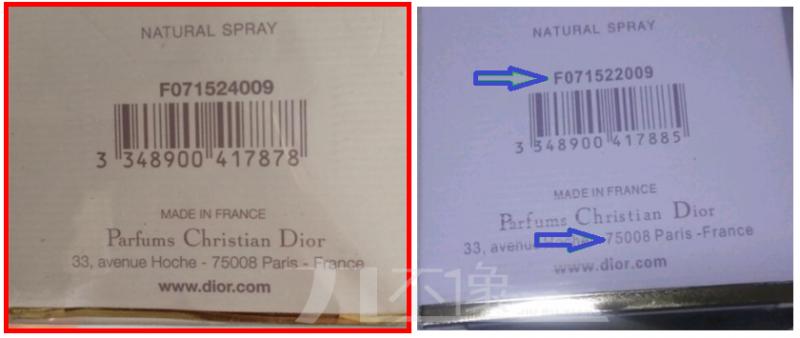 NATURAL SPRAY
F071524009
3 348900 417878
MADE IN FRANCE
Parfums Christian Dior
33, avenue Hoche - 75008 Paris - France
www.dior.com
NATURAL SPRAY
F071522009
3 348900 417885
MADE IN FRANCE
Parfums Christian Dior
33, avenue Hoche - 75008 Paris -France
www.dior.com